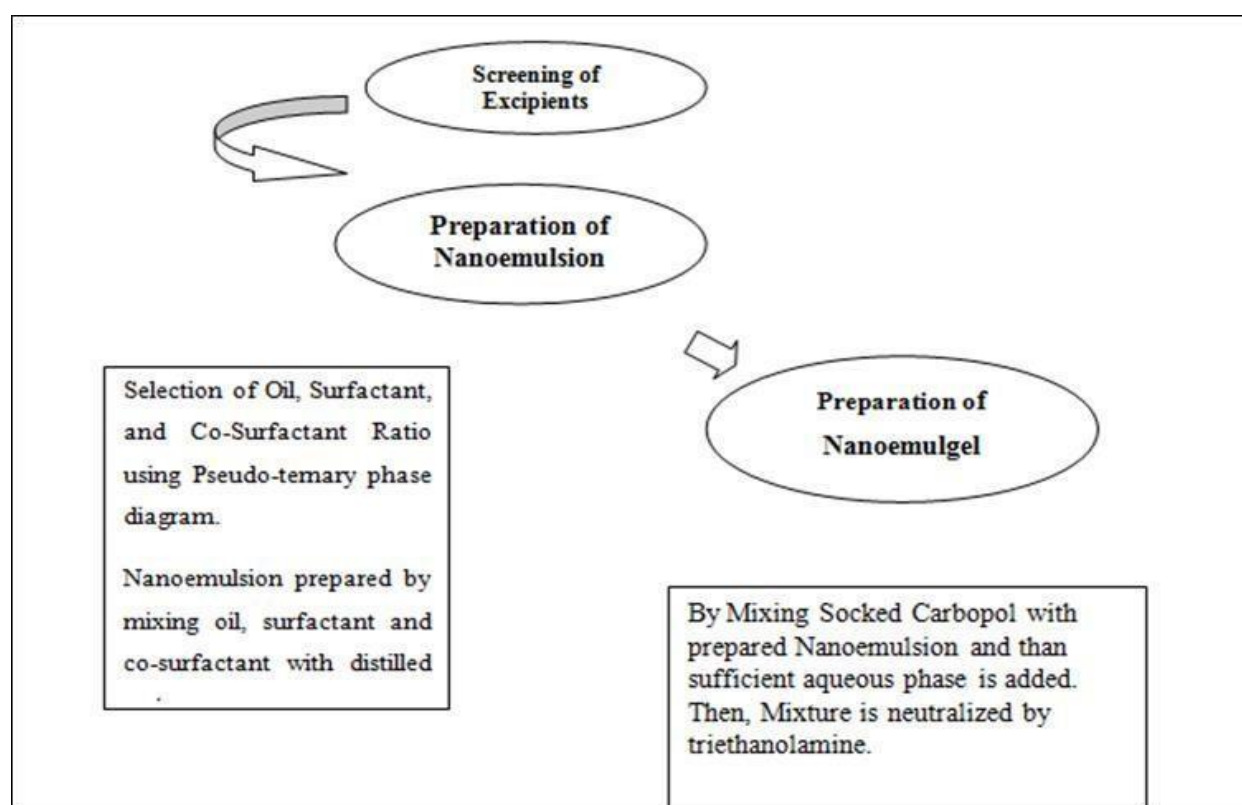 Screening of
Excipients
Preparation of
Nanoemulsion
Preparation of
Nanoemulgel
Selection of Oil, Surfactant,
and Co-Surfactant Ratio
using Pseudo-ternary phase
diagram.
Nanoemulsion prepared by
mixing oil, surfactant and
co-surfactant with distilled
By Mixing Socked Carbopol with
prepared Nanoemulsion and than
sufficient aqueous phase is added.
Then, Mixture is neutralized by
triethanolamine.